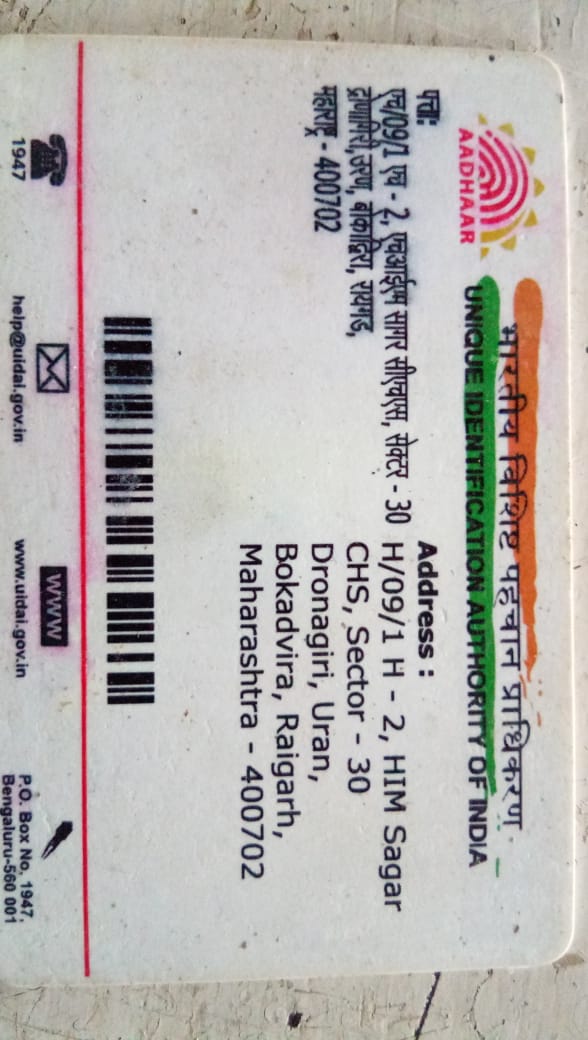 भारतीय विशिष्ट पहचान प्राधिकरण
UNIQUE IDENTIFICATION AUTHORITY OF INDIA
AADHAAR
पत्ता:
एच/09/1 एच - 2, एचआईएम सागर सीएचएस, सेक्टर - 30
द्रोणागिरी, उरण, बोकाद्विरा, रायगड,
महाराष्ट्र - 400702
Address :
H/09/1 H - 2, HIM Sagar
CHS, Sector - 30
Dronagiri, Uran,
Bokadvira, Raigarh,
Maharashtra - 400702
1947
help@uidai.gov.in
www
www.uidai.gov.in
P.O. Box No. 1947,
Bengaluru-560 001